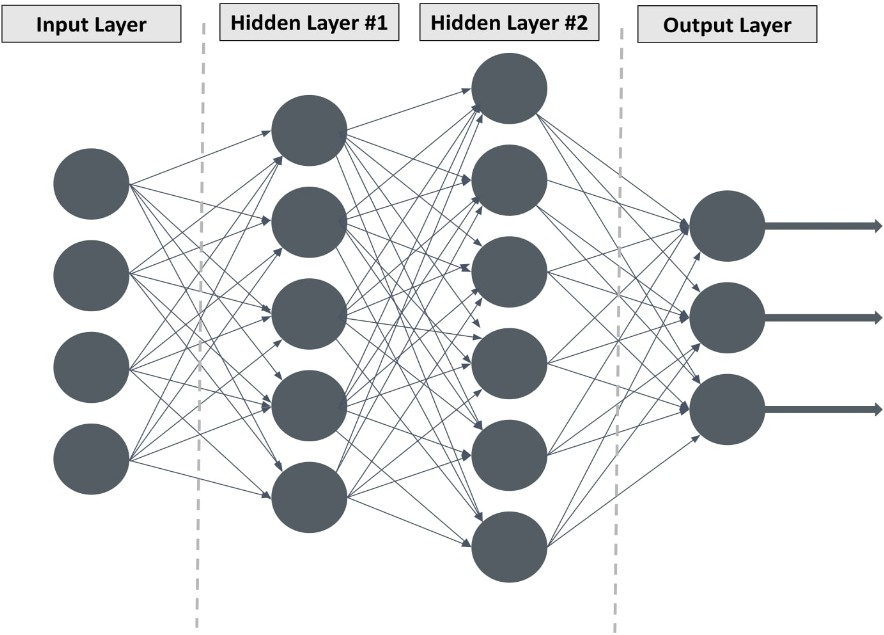 Input Layer
Hidden Layer #1
Hidden Layer #2
Output Layer